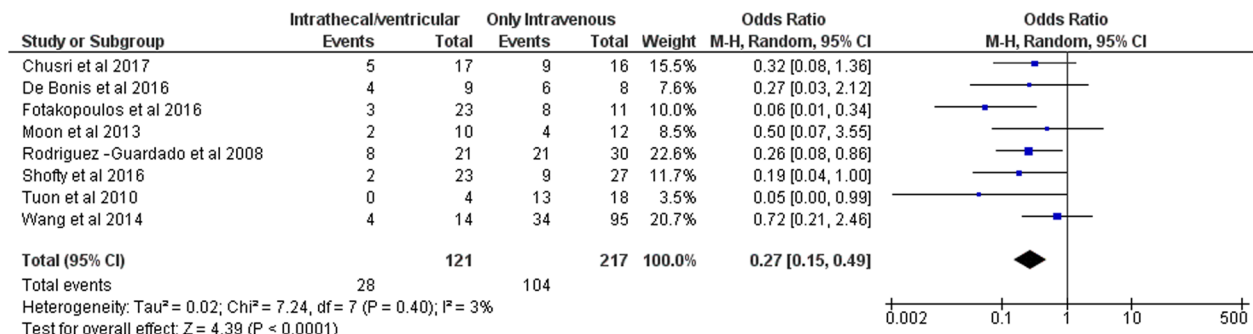 Intrathecal/ventricular Only Intravenous Odds Ratio Odds Ratio
Study or Subgroup Events Total Events Total Weight M-H, Random, 95% CI M-H, Random, 95% CI
Chusri et al 2017 5 17 9 16 15.5% 0.32 [0.08, 1.36]
De Bonis et al 2016 4 9 6 8 7.6% 0.27 [0.03, 2.12]
Fotakopoulos et al 2016 3 23 8 11 10.0% 0.06 [0.01, 0.34]
Moon et al 2013 2 10 4 12 8.5% 0.50 [0.07, 3.55]
Rodriguez -Guardado et al 2008 8 21 21 30 22.6% 0.26 [0.08, 0.86]
Shofty et al 2016 2 23 9 27 11.7% 0.19 [0.04, 1.00]
Tuon et al 2010 0 4 13 18 3.5% 0.05 [0.00, 0.99]
Wang et al 2014 4 14 34 95 20.7% 0.72 [0.21, 2.46]
Total (95% CI) 121 217 100.0% 0.27 [0.15, 0.49]
Total events 28 104
Heterogeneity: Tau² = 0.02; Chi² = 7.24, df = 7 (P = 0.40); I² = 3%
Test for overall effect: Z = 4.39 (P < 0.0001)
0.002 0.1 1 10 500